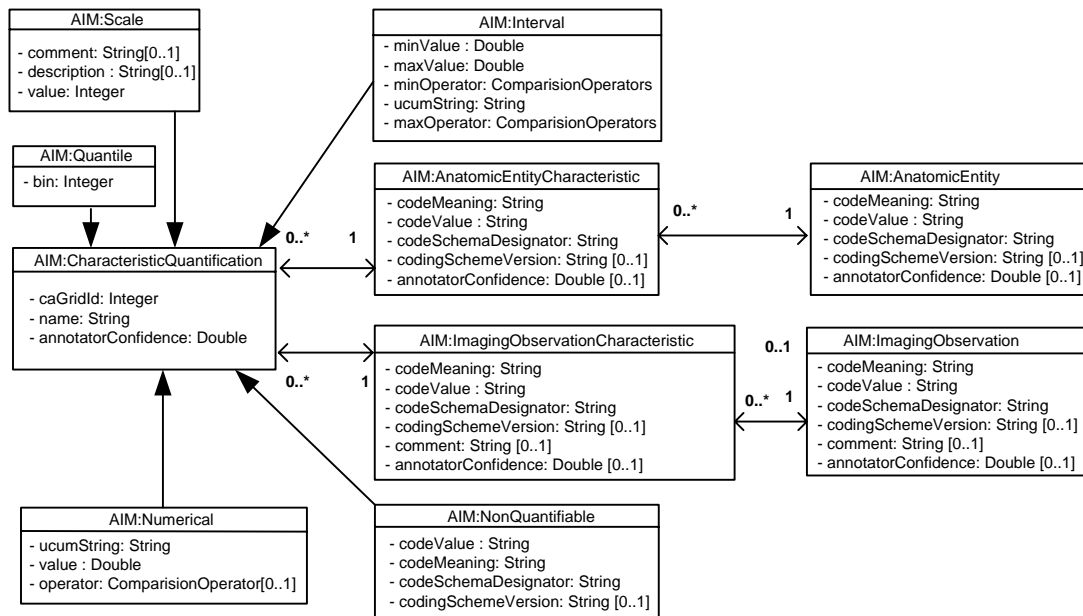 AIM:Scale
- comment: String[0..1]
- description : String[0..1]
- value: Integer
AIM:Interval
- minValue : Double
- maxValue: Double
- minOperator: ComparisionOperators
- ucumString: String
- maxOperator: ComparisionOperators
AIM:Quantile
- bin: Integer
AIM:AnatomicEntityCharacteristic
- codeMeaning: String
- codeValue : String
- codeSchemaDesignator: String
- codingSchemeVersion: String [0..1]
- annotatorConfidence: Double [0..1]
0..*
1
AIM:AnatomicEntity
- codeMeaning: String
- codeValue : String
- codeSchemaDesignator: String
- codingSchemeVersion: String [0..1]
- annotatorConfidence: Double [0..1]
0..*
1
AIM:CharacteristicQuantification
- caGridId: Integer
- name: String
- annotatorConfidence: Double
0..*
1
AIM:ImagingObservationCharacteristic
- codeMeaning: String
- codeValue : String
- codeSchemaDesignator: String
- codingSchemeVersion: String [0..1]
- comment: String [0..1]
- annotatorConfidence: Double [0..1]
0..1
0..*
1
AIM:ImagingObservation
- codeMeaning: String
- codeValue : String
- codeSchemaDesignator: String
- codingSchemeVersion: String [0..1]
- comment: String [0..1]
- annotatorConfidence: Double [0..1]
AIM:Numerical
- ucumString: String
- value : Double
- operator: ComparisionOperator[0..1]
AIM:NonQuantifiable
- codeValue : String
- codeMeaning: String
- codeSchemaDesignator: String
- codingSchemeVersion: String [0..1]